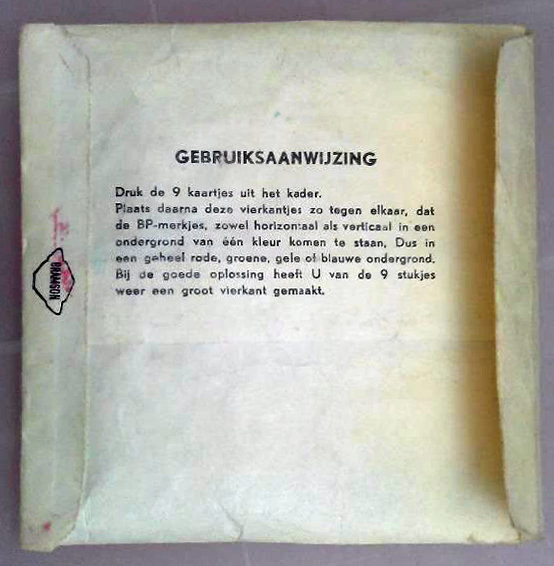 GEBRUIKSAANWIJZING
Druk de 9 kaartjes uit het kader.
Plaats daarna deze vierkantjes zo tegen elkaar, dat
de BP-merkjes, zowel horizontaal als verticaal in een
ondergrond van één kleur komen te staan. Dus in
een geheel rode, groene, gele of blauwe ondergrond.
Bij de goede oplossing heeft U van de 9 stukjes
weer een groot vierkant gemaakt.
BRANSON